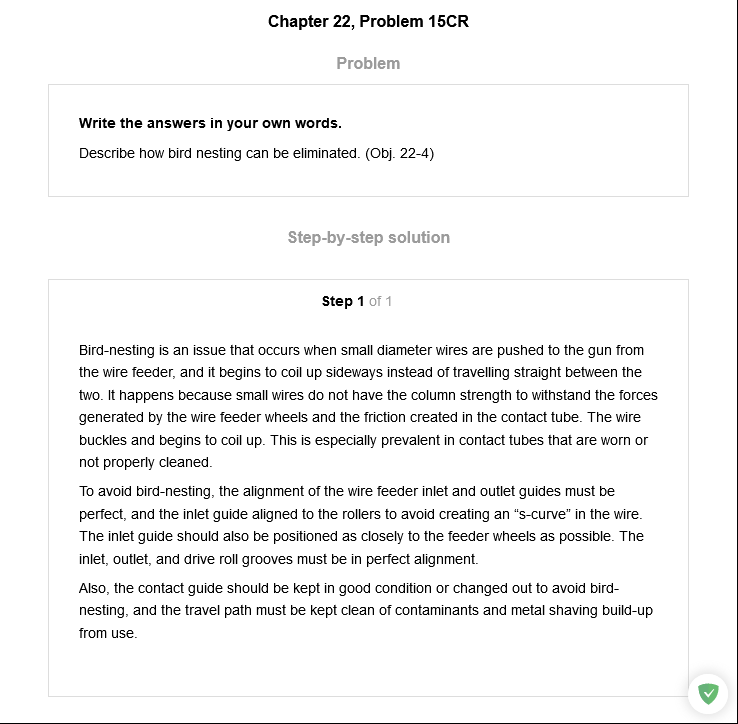 Chapter 22, Problem 15CR
Problem
Write the answers in your own words.
Describe how bird nesting can be eliminated. (Obj. 22-4)
Step-by-step solution
Step 1 of 1
Bird-nesting is an issue that occurs when small diameter wires are pushed to the gun from
the wire feeder, and it begins to coil up sideways instead of travelling straight between the
two. It happens because small wires do not have the column strength to withstand the forces
generated by the wire feeder wheels and the friction created in the contact tube. The wire
buckles and begins to coil up. This is especially prevalent in contact tubes that are worn or
not properly cleaned.
To avoid bird-nesting, the alignment of the wire feeder inlet and outlet guides must be
perfect, and the inlet guide aligned to the rollers to avoid creating an “s-curve” in the wire.
The inlet guide should also be positioned as closely to the feeder wheels as possible. The
inlet, outlet, and drive roll grooves must be in perfect alignment.
Also, the contact guide should be kept in good condition or changed out to avoid bird-
nesting, and the travel path must be kept clean of contaminants and metal shaving build-up
from use.